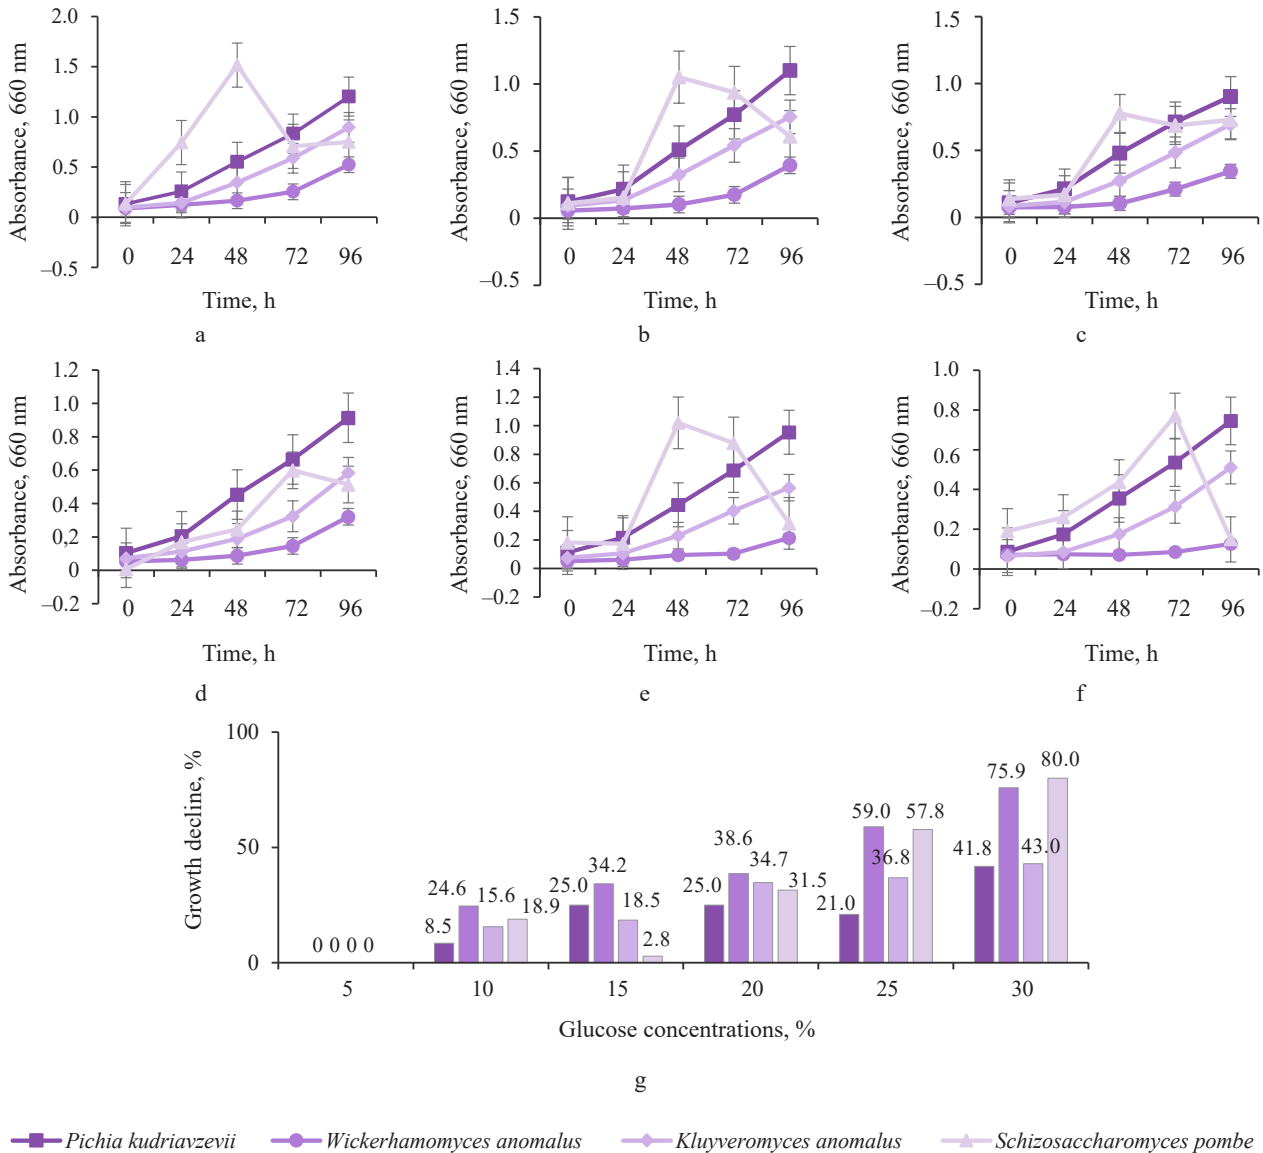 2.0
1.5
1.0
0.5
0
–0.5
Absorbance, 660 nm
0 24 48 72 96
Time, h
a
1.5
1.0
0.5
0
–0.5
Absorbance, 660 nm
0 24 48 72 96
Time, h
b
1.5
1.0
0.5
0
–0.5
Absorbance, 660 nm
0 24 48 72 96
Time, h
c
1.2
1.0
0.8
0.6
0.4
0.2
0
–0.2
Absorbance, 660 nm
0 24 48 72 96
Time, h
d
1.4
1.2
1.0
0.8
0.6
0.4
0.2
0
–0.2
Absorbance, 660 nm
0 24 48 72 96
Time, h
e
1.0
0.8
0.6
0.4
0.2
0
–0.2
Absorbance, 660 nm
0 24 48 72 96
Time, h
f
100
50
0
Growth decline, %
0 0 0 0
8.5 24.6 15.6 18.9
25.0 34.2 18.5 2.8
25.0 38.6 34.7 31.5
21.0 59.0 36.8 57.8
41.8 75.9 43.0 80.0
5 10 15 20 25 30
Glucose concentrations, %
g
Pichia kudriavzevii Wickerhamomyces anomalus Kluyveromyces anomalus Schizosaccharomyces pombe